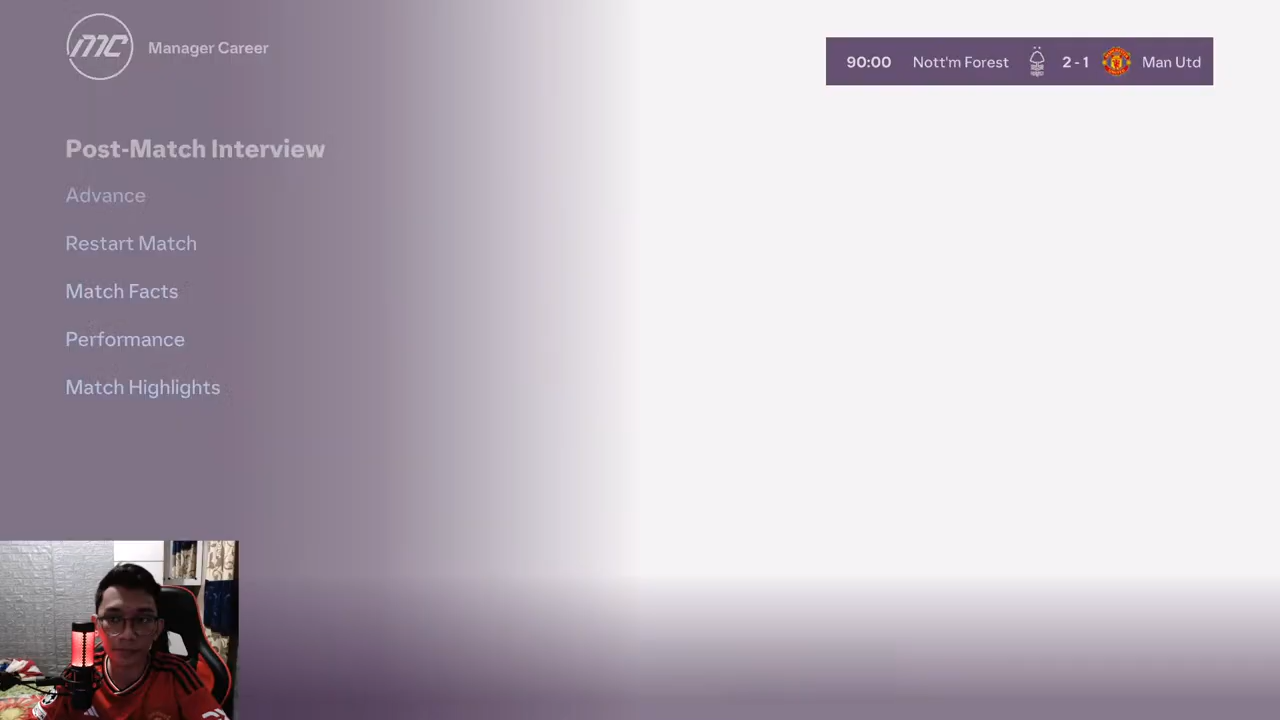 MC
Manager Career
90:00 Nott'm Forest 2 - 1 Man Utd
Post-Match Interview
Advance
Restart Match
Match Facts
Performance
Match Highlights